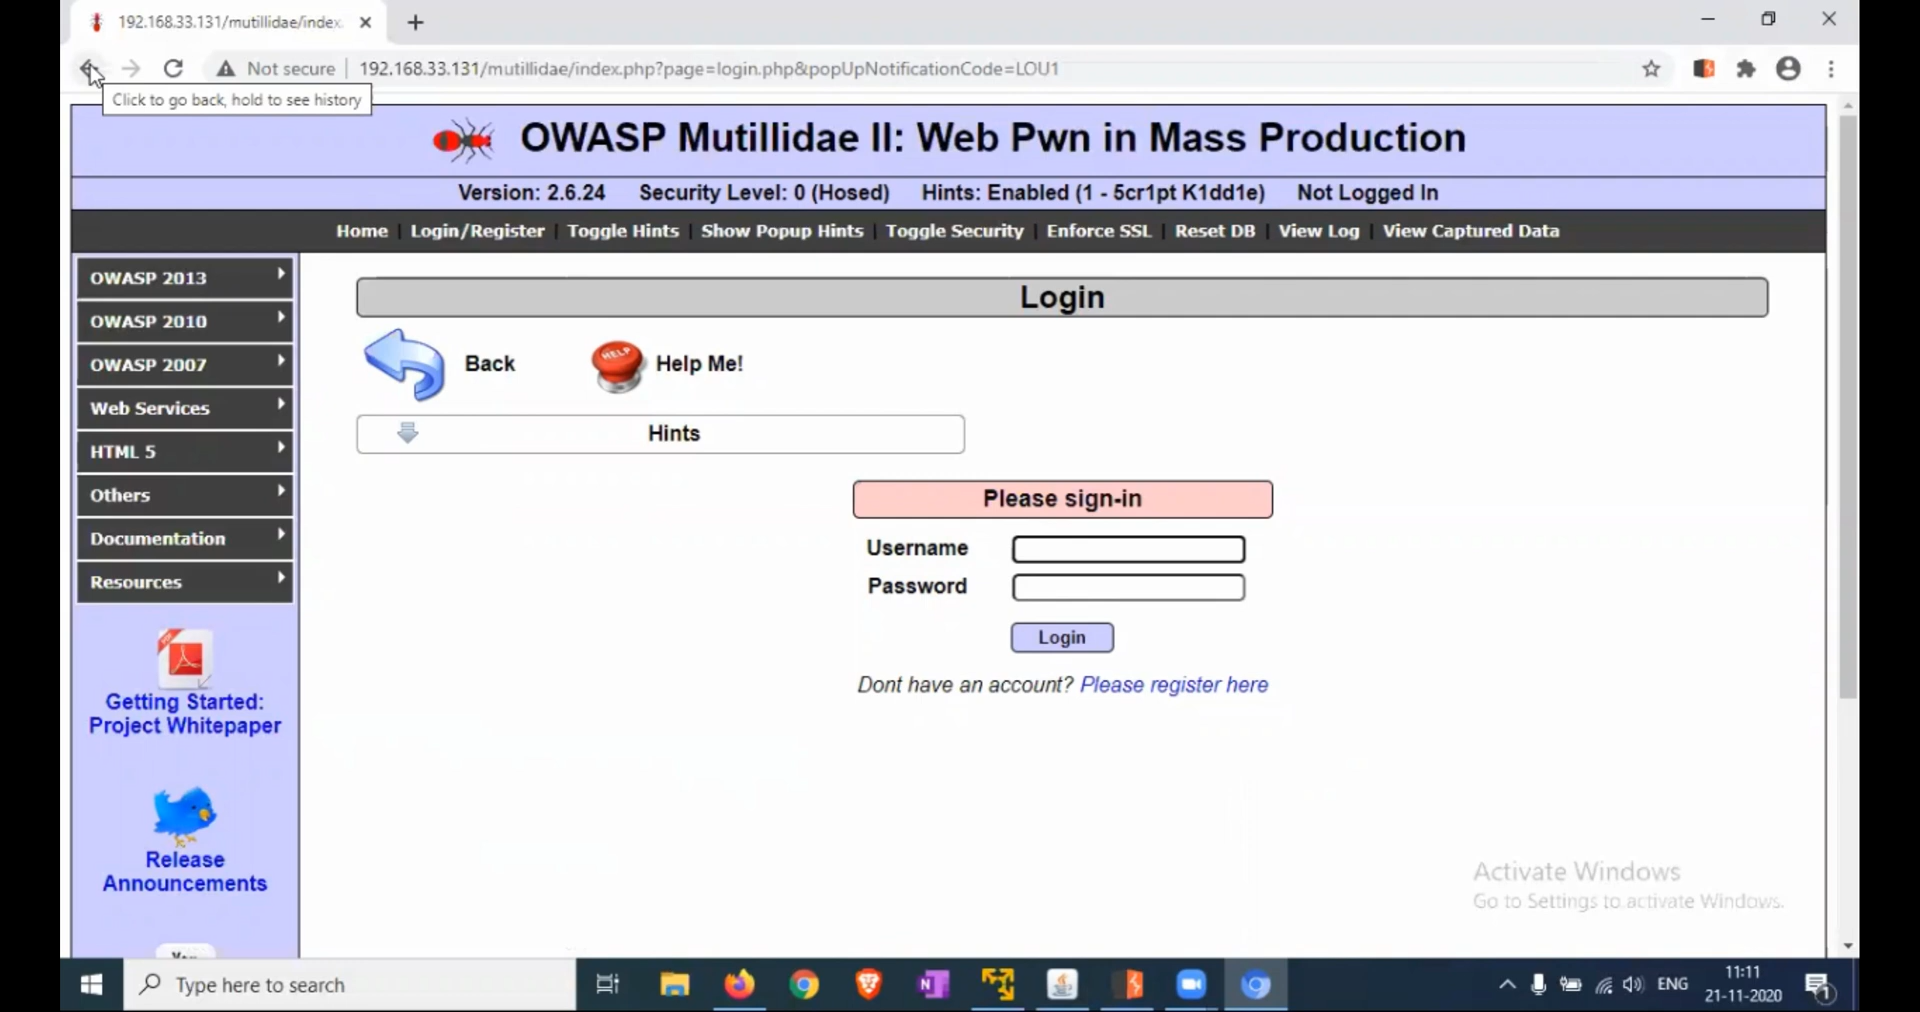 192.168.33.131/mutillidae/index.
Not secure
192.168.33.131/mutillidae/index.php?page=login.php&popUpNotificationCode=LOU1
Click to go back, hold to see history
OWASP Mutillidae II: Web Pwn in Mass Production
Version: 2.6.24 Security Level: 0 (Hosed) Hints: Enabled (1 - 5cr1pt K1dd1e) Not Logged In
Home Login/Register Toggle Hints Show Popup Hints Toggle Security Enforce SSL Reset DB View Log View Captured Data
OWASP 2013
OWASP 2010
OWASP 2007
Web Services
HTML 5
Others
Documentation
Resources
Getting Started:
Project Whitepaper
Release
Announcements
Login
Back
HELP
Help Me!
Hints
Please sign-in
Username
Password
Login
Dont have an account? Please register here
Activate Windows
Go to Settings to activate Windows.
Type here to search
ENG
11:11
21-11-2020
1